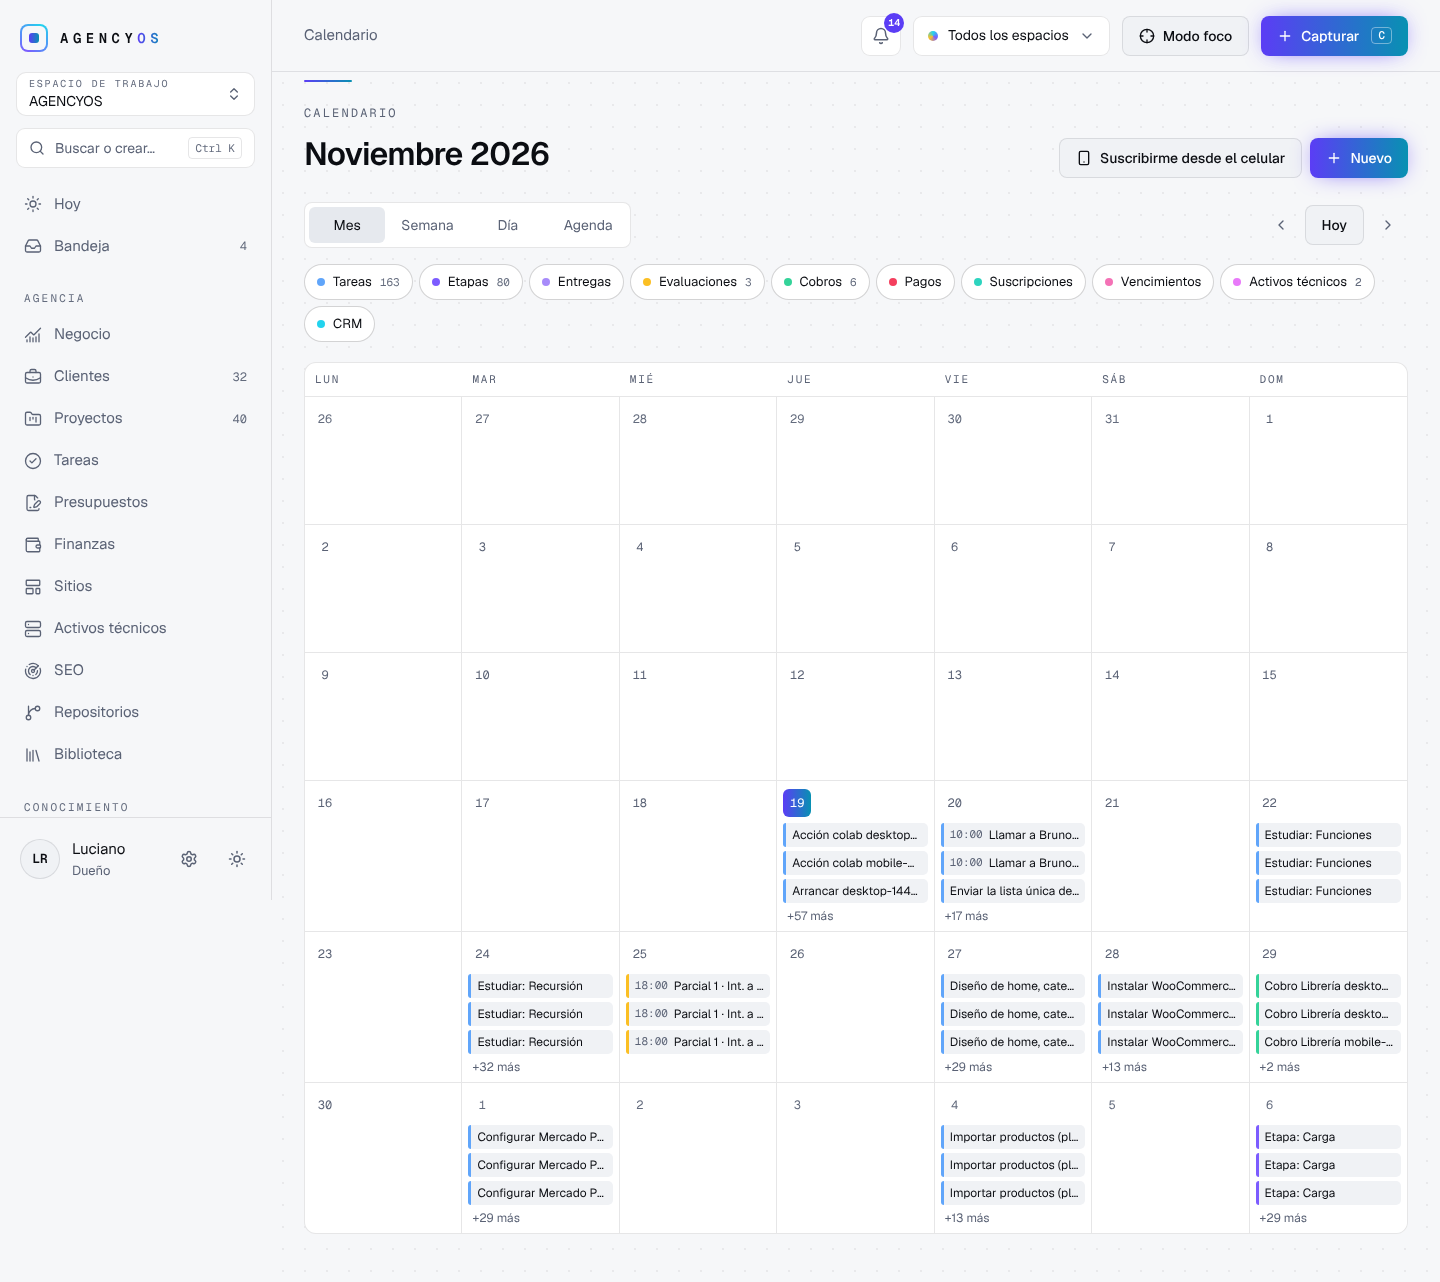 AGENCYOS
ESPACIO DE TRABAJO
AGENCYOS
Buscar o crear... Ctrl K
Hoy
Bandeja 4
AGENCIA
Negocio
Clientes 32
Proyectos 40
Tareas
Presupuestos
Finanzas
Sitios
Activos técnicos
SEO
Repositorios
Biblioteca
CONOCIMIENTO
LR Luciano
Dueño
Calendario
14
Todos los espacios
Modo foco
Capturar C
CALENDARIO
Noviembre 2026
Suscribirme desde el celular
Nuevo
Mes Semana Día Agenda
Hoy
Tareas 163 Etapas 80 Entregas Evaluaciones 3 Cobros 6 Pagos Suscripciones Vencimientos Activos técnicos 2
CRM
LUN MAR MIÉ JUE VIE SÁB DOM
26 27 28 29 30 31 1
2 3 4 5 6 7 8
9 10 11 12 13 14 15
16 17 18 19 20 21 22
Acción colab desktop… 10:00 Llamar a Bruno… Estudiar: Funciones
Acción colab mobile-… 10:00 Llamar a Bruno… Estudiar: Funciones
Arrancar desktop-144… Enviar la lista única de… Estudiar: Funciones
+57 más +17 más
23 24 25 26 27 28 29
Estudiar: Recursión 18:00 Parcial 1 · Int. a … Diseño de home, cate… Instalar WooCommerc… Cobro Librería deskto…
Estudiar: Recursión 18:00 Parcial 1 · Int. a … Diseño de home, cate… Instalar WooCommerc… Cobro Librería deskto…
Estudiar: Recursión 18:00 Parcial 1 · Int. a … Diseño de home, cate… Instalar WooCommerc… Cobro Librería mobile-…
+32 más +29 más +13 más +2 más
30 1 2 3 4 5 6
Configurar Mercado P… Importar productos (pl… Etapa: Carga
Configurar Mercado P… Importar productos (pl… Etapa: Carga
Configurar Mercado P… Importar productos (pl… Etapa: Carga
+29 más +13 más +29 más